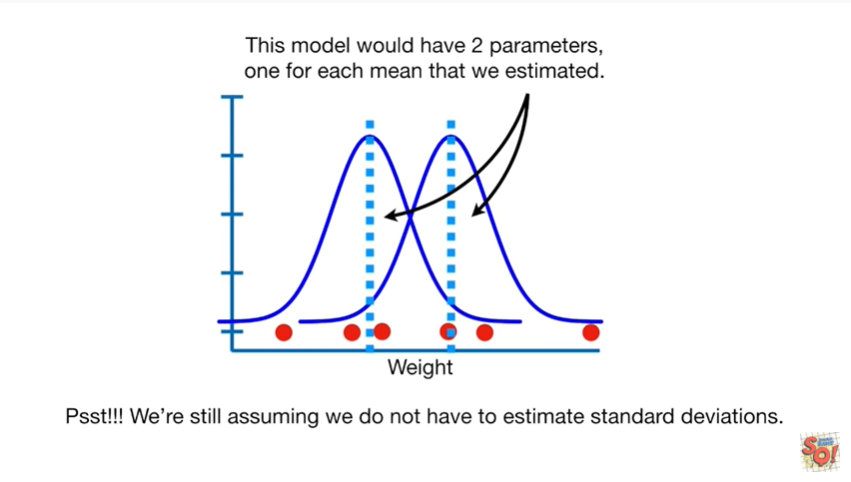 This model would have 2 parameters,
one for each mean that we estimated.
Weight
Psst!!! We're still assuming we do not have to estimate standard deviations.
SQ!